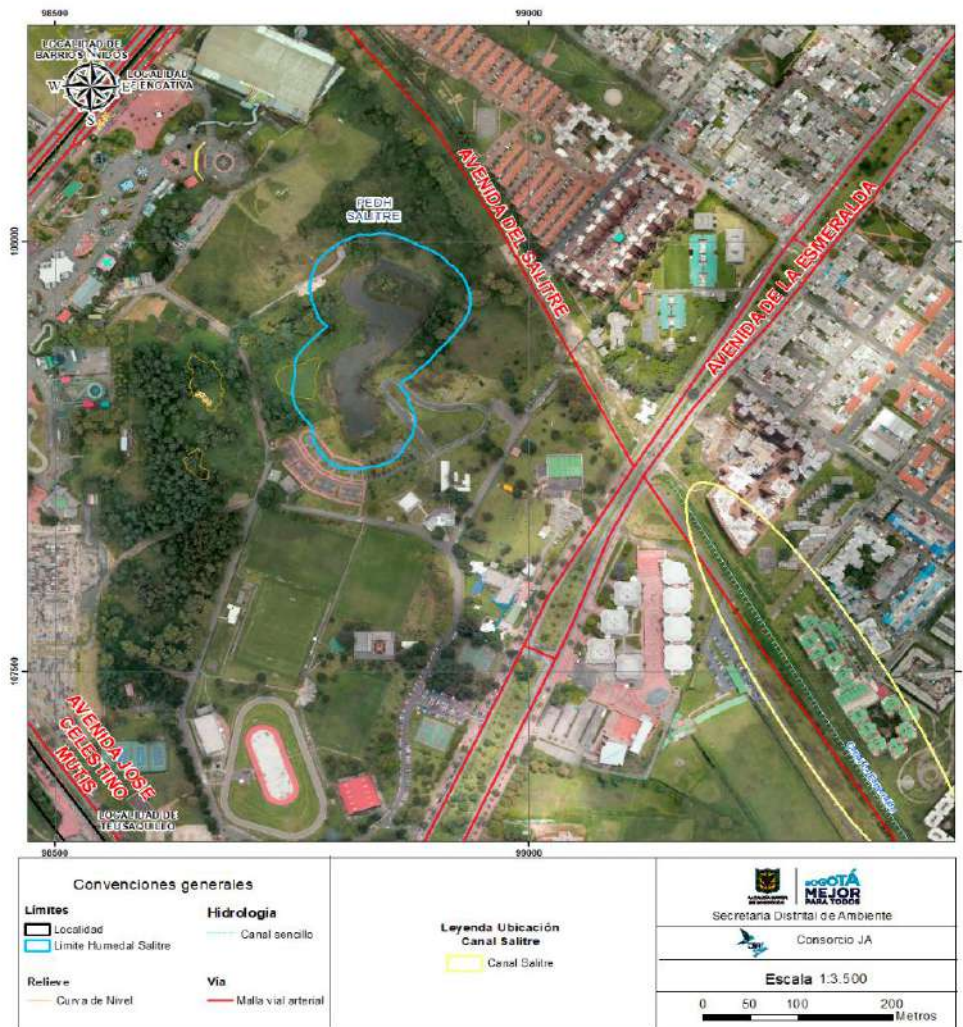 98500
99000
LOCALIDAD DE
BARRIOS UNIDOS
N
LOCALIDAD
W
E
S
PEDH
SALITRE
AVENIDA DEL SALITRE
AVENIDA DE LA ESMERALDA
107500
AVENIDA JOSE
CELESTINO
MUTIS
LOCALIDAD DE
TEUSAQUILLO
98500
99000
Convenciones generales
Límites
Localidad
Limite Humedal Salitre
Hidrologia
Canal sencillo
Relieve
Curva de Nivel
Vía
Malla vial arterial
Leyenda Ubicación
Canal Salitre
Canal Salitre
BOGOTÁ
MEJOR
PARA TODOS
Secretaria Distrital de Ambiente
Consorcio JA
Escala 1:3.500
0 50 100 200
Metros